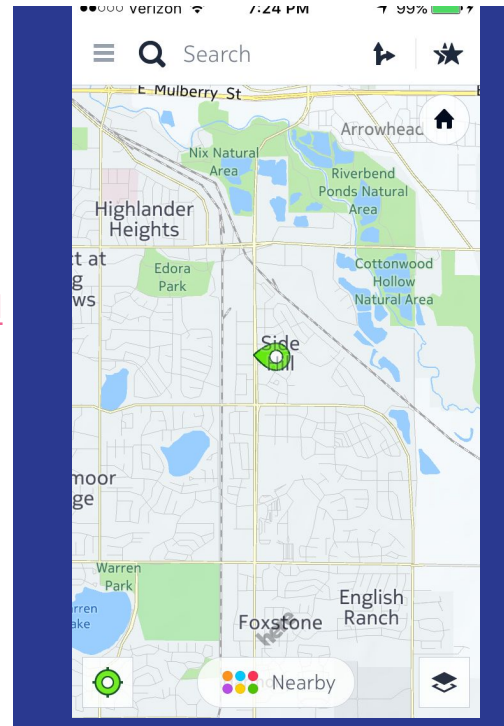 verizon 7:24 PM 99%
Search
E Mulberry St
Arrowheac
Nix Natural
Area
Riverbend
Ponds Natural
Area
Highlander
Heights
ct at
g
ws
Edora
Park
Cottonwood
Hollow
Natural Area
Side
Hill
moor
ge
Warren
Park
rren
ake
Foxstone
English
Ranch
here
Nearby